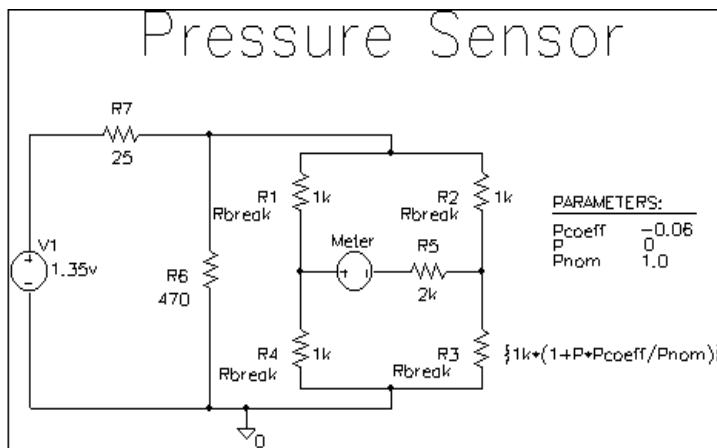 Pressure Sensor
R7
25
R1
1k
Rbreak
R2
1k
Rbreak
PARAMETERS:
Pcoeff -0.06
P 0
Pnom 1.0
V1
1.35v
R6
470
Meter
R5
2k
R4
1k
Rbreak
R3
Rbreak
{1k*(1+P*Pcoeff/Pnom)}
0